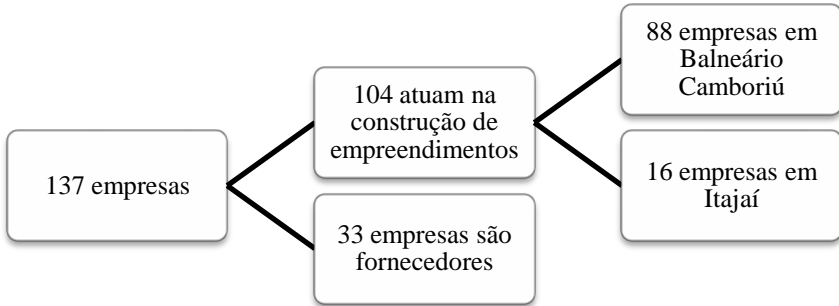 137 empresas
104 atuam na
construção de
empreendimentos
33 empresas são
fornecedores
88 empresas em
Balneário
Camboriú
16 empresas em
Itajaí